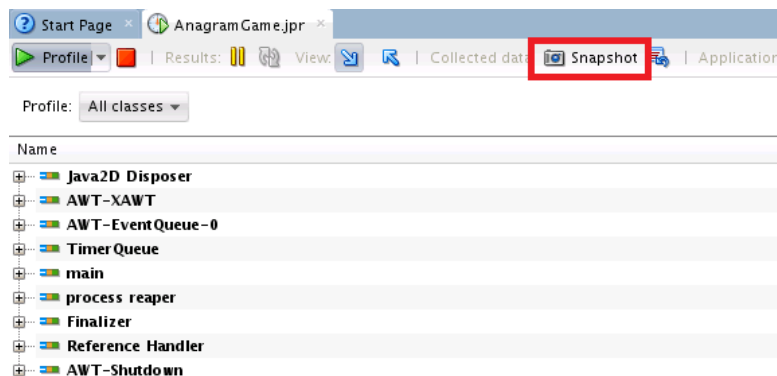 Start Page AnagramGame.jpr
Profile Results: View: Collected data Snapshot Application
Profile: All classes
Name
Java2D Disposer
AWT-XAWT
AWT-EventQueue-0
TimerQueue
main
process reaper
Finalizer
Reference Handler
AWT-Shutdown